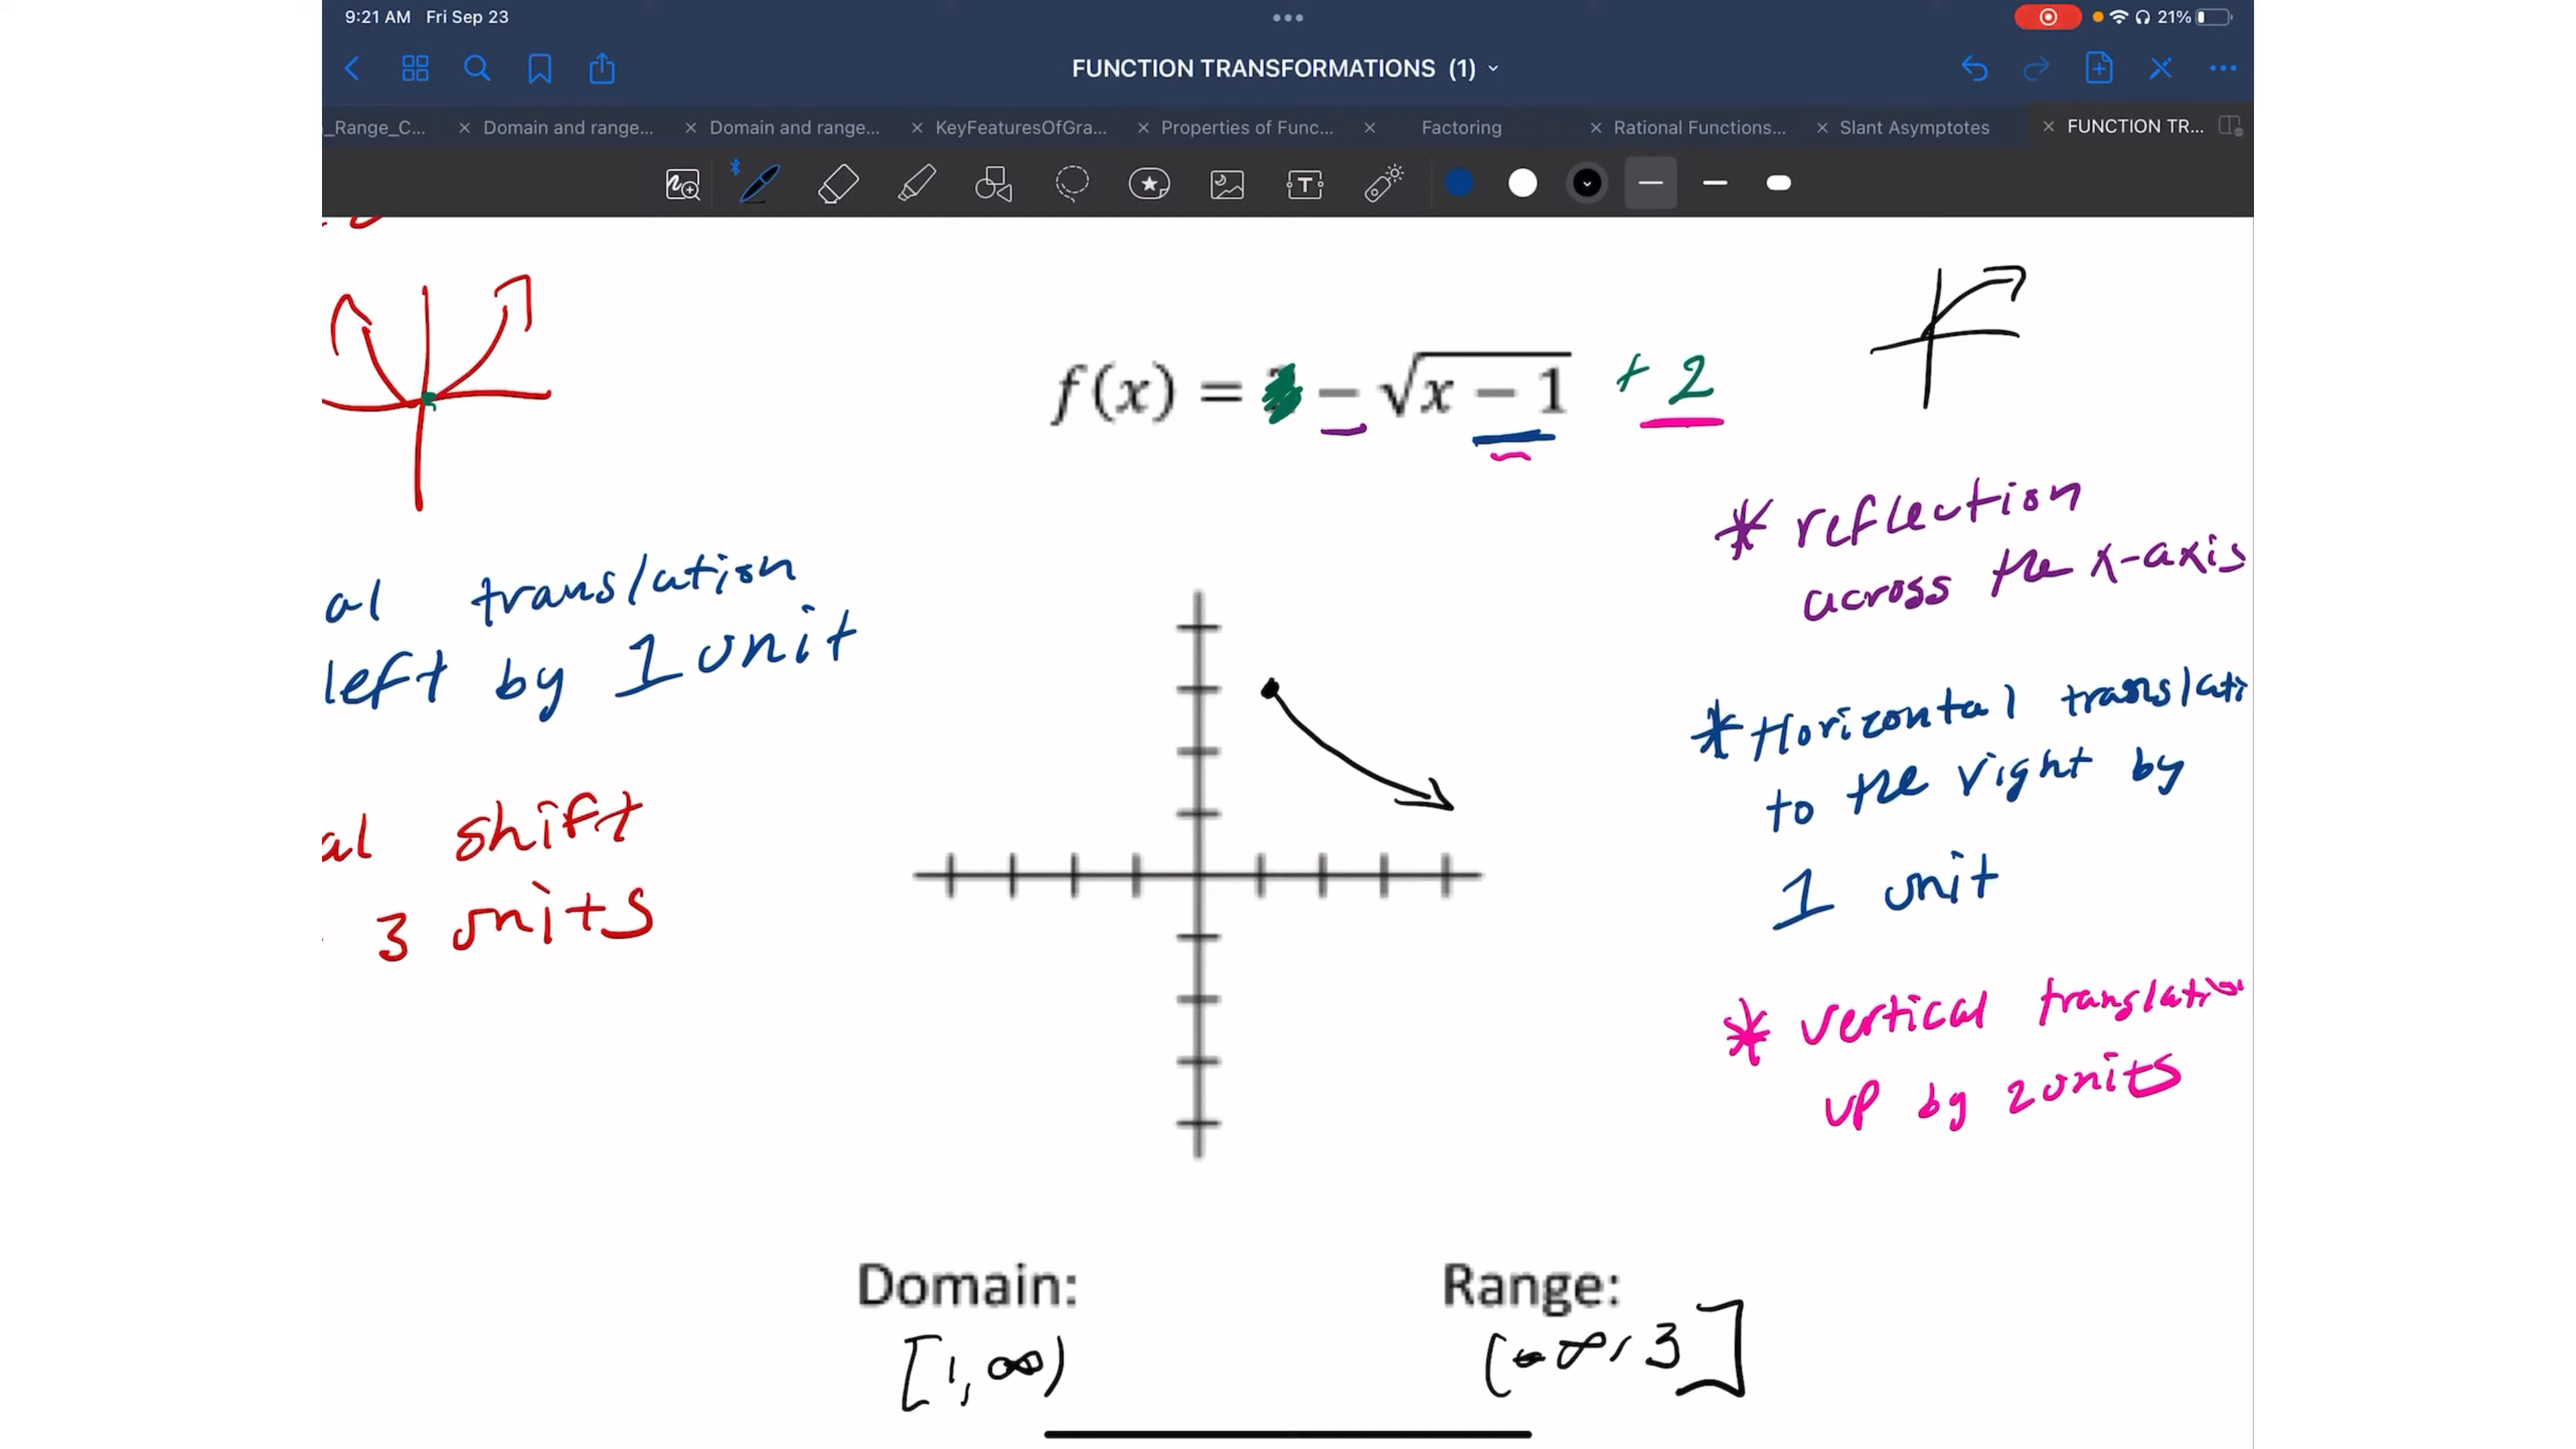 9:21 AM Fri Sep 23
21%
FUNCTION TRANSFORMATIONS (1)
_Range_C...
Domain and range...
Domain and range...
KeyFeaturesOfGra...
Properties of Func...
Factoring
Rational Functions...
Slant Asymptotes
FUNCTION TR...
f(x) = − √x − 1 + 2
* reflection
across the x-axis
al translation
left by 1 unit
* Horizontal translati
to the right by
1 unit
al shift
3 units
* vertical translation
up by 2 units
Domain:
[1, ∞)
Range:
(-∞, 3]